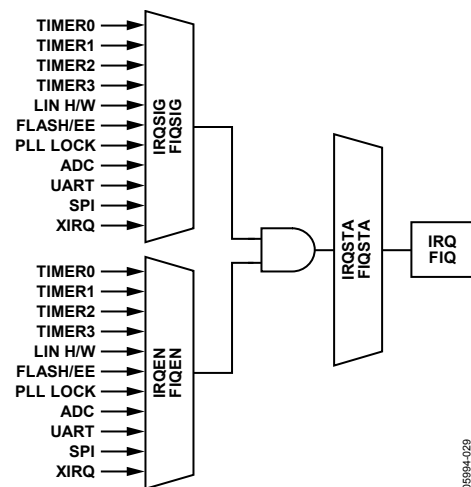 TIMER0
TIMER1
TIMER2
TIMER3
LIN H/W
FLASH/EE
PLL LOCK
ADC
UART
SPI
XIRQ
IRQSIG
FIQSIG
TIMER0
TIMER1
TIMER2
TIMER3
LIN H/W
FLASH/EE
PLL LOCK
ADC
UART
SPI
XIRQ
IRQEN
FIQEN
IRQSTA
FIQSTA
IRQ
FIQ
05994-029